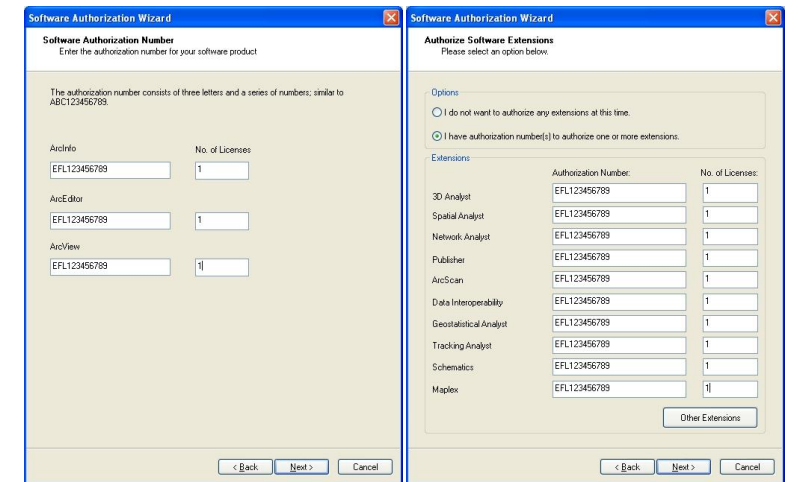 Software Authorization Wizard
Software Authorization Number
Enter the authorization number for your software product
The authorization number consists of three letters and a series of numbers; similar to
ABC123456789.
ArcInfo No. of Licenses
EFL123456789 1
ArcEditor
EFL123456789 1
ArcView
EFL123456789 1
< Back Next > Cancel
Software Authorization Wizard
Authorize Software Extensions
Please select an option below.
Options
I do not want to authorize any extensions at this time.
I have authorization number(s) to authorize one or more extensions.
Extensions
Authorization Number: No. of Licenses:
3D Analyst EFL123456789 1
Spatial Analyst EFL123456789 1
Network Analyst EFL123456789 1
Publisher EFL123456789 1
ArcScan EFL123456789 1
Data Interoperability EFL123456789 1
Geostatistical Analyst EFL123456789 1
Tracking Analyst EFL123456789 1
Schematics EFL123456789 1
Maplex EFL123456789 1
Other Extensions
< Back Next > Cancel